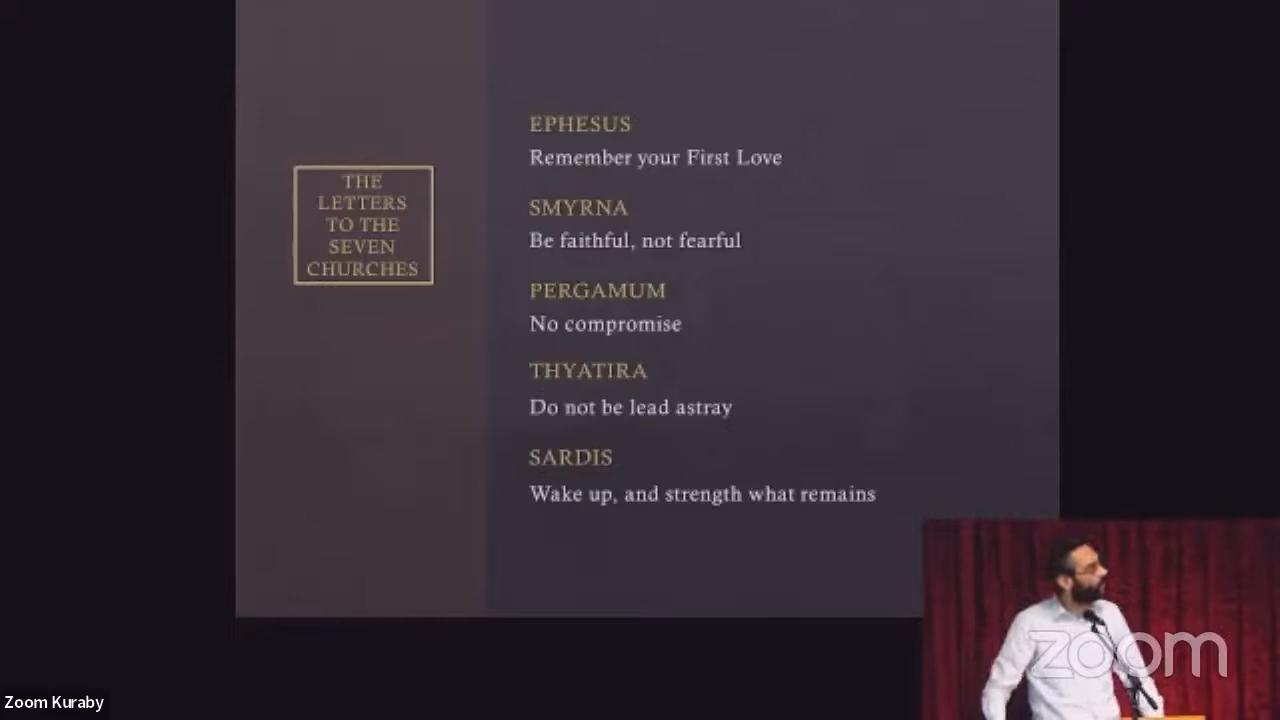 THE
LETTERS
TO THE
SEVEN
CHURCHES
EPHESUS
Remember your First Love
SMYRNA
Be faithful, not fearful
PERGAMUM
No compromise
THYATIRA
Do not be lead astray
SARDIS
Wake up, and strength what remains
zoom
Zoom Kuraby